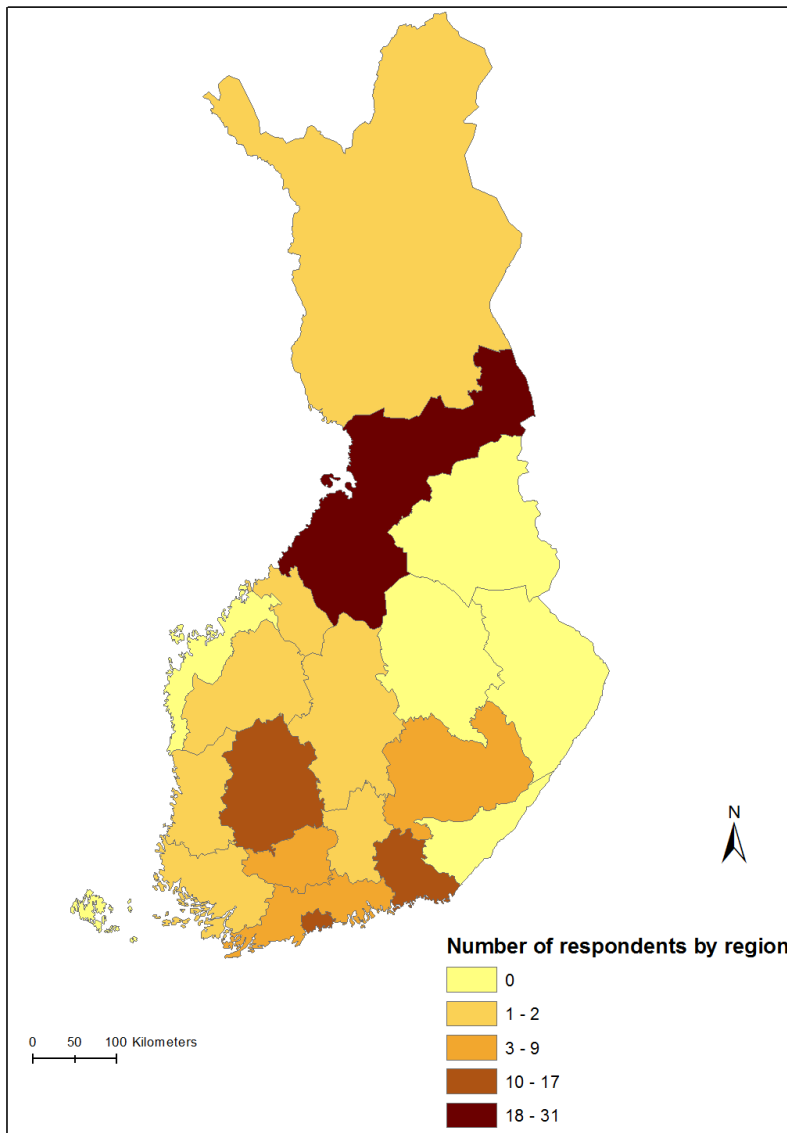 N
Number of respondents by region
0
1 - 2
3 - 9
10 - 17
18 - 31
0 50 100 Kilometers